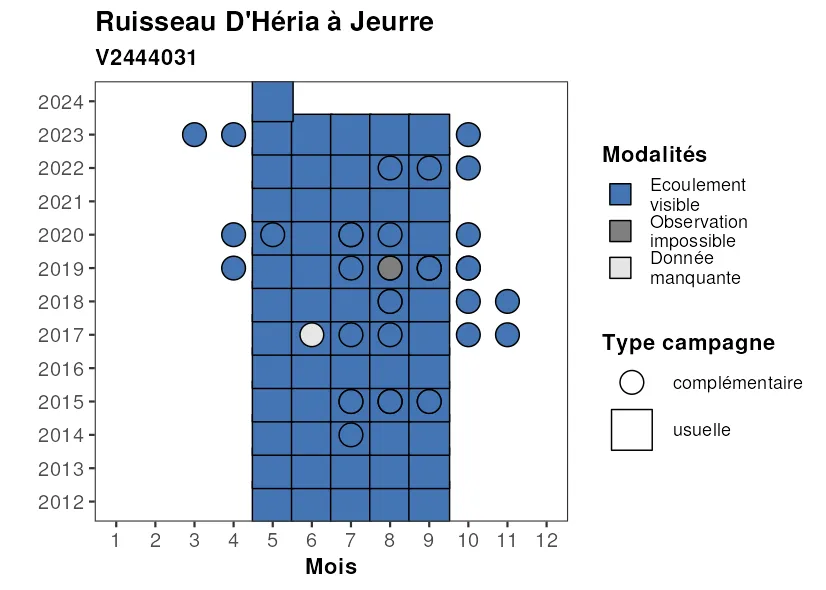 Ruisseau D'Héria à Jeurre
V2444031
2024
2023
2022
2021
2020
2019
2018
2017
2016
2015
2014
2013
2012
1 2 3 4 5 6 7 8 9 10 11 12
Mois
Modalités
Ecoulement
visible
Observation
impossible
Donnée
manquante
Type campagne
complémentaire
usuelle